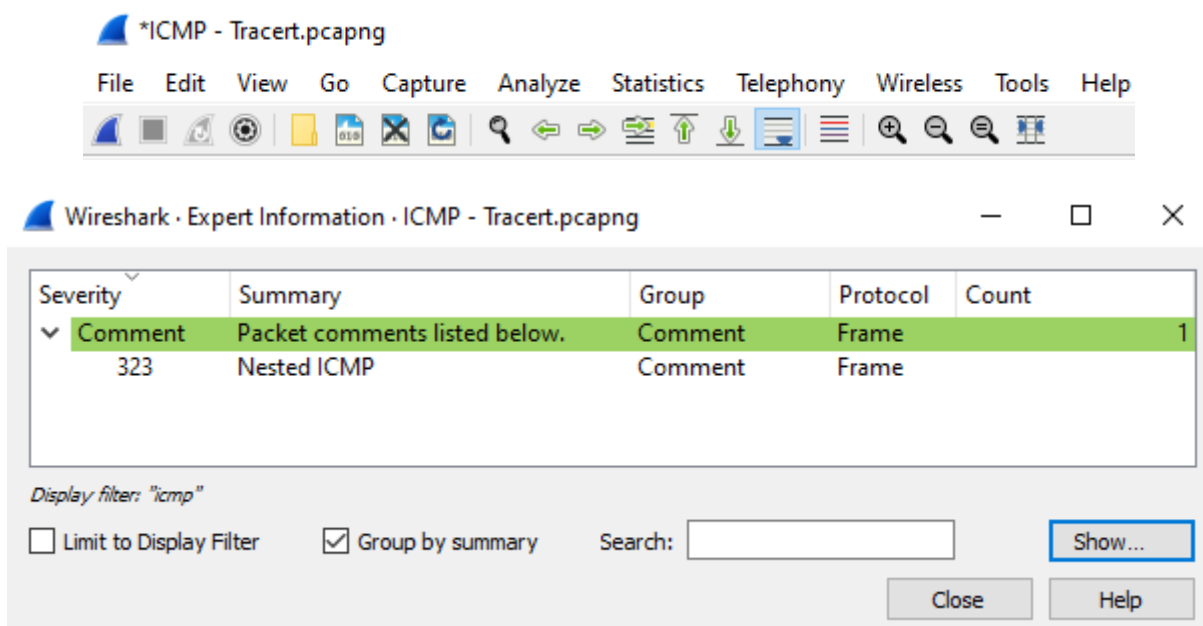 *ICMP - Tracert.pcapng
File Edit View Go Capture Analyze Statistics Telephony Wireless Tools Help
Wireshark · Expert Information · ICMP - Tracert.pcapng
Severity Summary Group Protocol Count
Comment Packet comments listed below. Comment Frame 1
323 Nested ICMP Comment Frame
Display filter: "icmp"
Limit to Display Filter Group by summary Search: Show...
Close Help